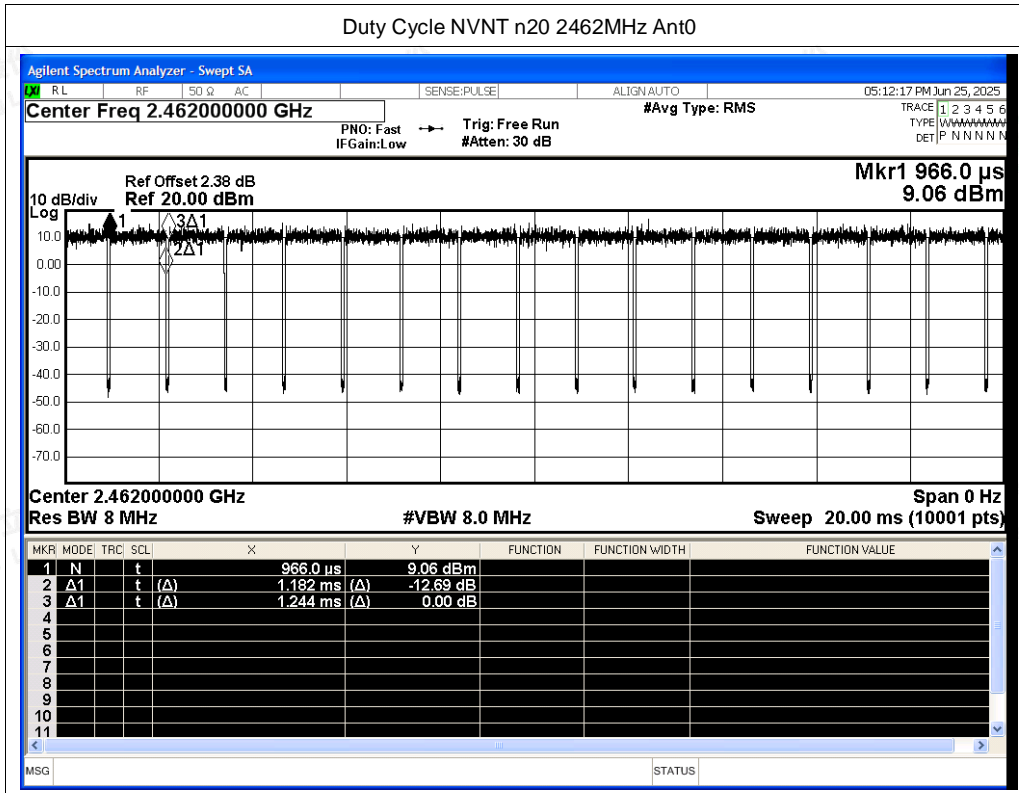 Duty Cycle NVNT n20 2462MHz Ant0
Agilent Spectrum Analyzer - Swept SA
LXI RL RF 50 Ω AC SENSE:PULSE ALIGN AUTO 05:12:17 PM Jun 25, 2025
Center Freq 2.462000000 GHz #Avg Type: RMS TRACE 1 2 3 4 5 6
PNO: Fast Trig: Free Run TYPE WWWWWW
IFGain:Low #Atten: 30 dB DET P N N N N N
Mkr1 966.0 µs
Ref Offset 2.38 dB
10 dB/div Ref 20.00 dBm 9.06 dBm
Log
1 3Δ1
10.0
2Δ1
0.00
-10.0
-20.0
-30.0
-40.0
-50.0
-60.0
-70.0
Center 2.462000000 GHz Span 0 Hz
Res BW 8 MHz #VBW 8.0 MHz Sweep 20.00 ms (10001 pts)
MKR MODE TRC SCL X Y FUNCTION FUNCTION WIDTH FUNCTION VALUE
1 N t 966.0 µs 9.06 dBm
2 Δ1 t (Δ) 1.182 ms (Δ) -12.69 dB
3 Δ1 t (Δ) 1.244 ms (Δ) 0.00 dB
4
5
6
7
8
9
10
11
MSG STATUS